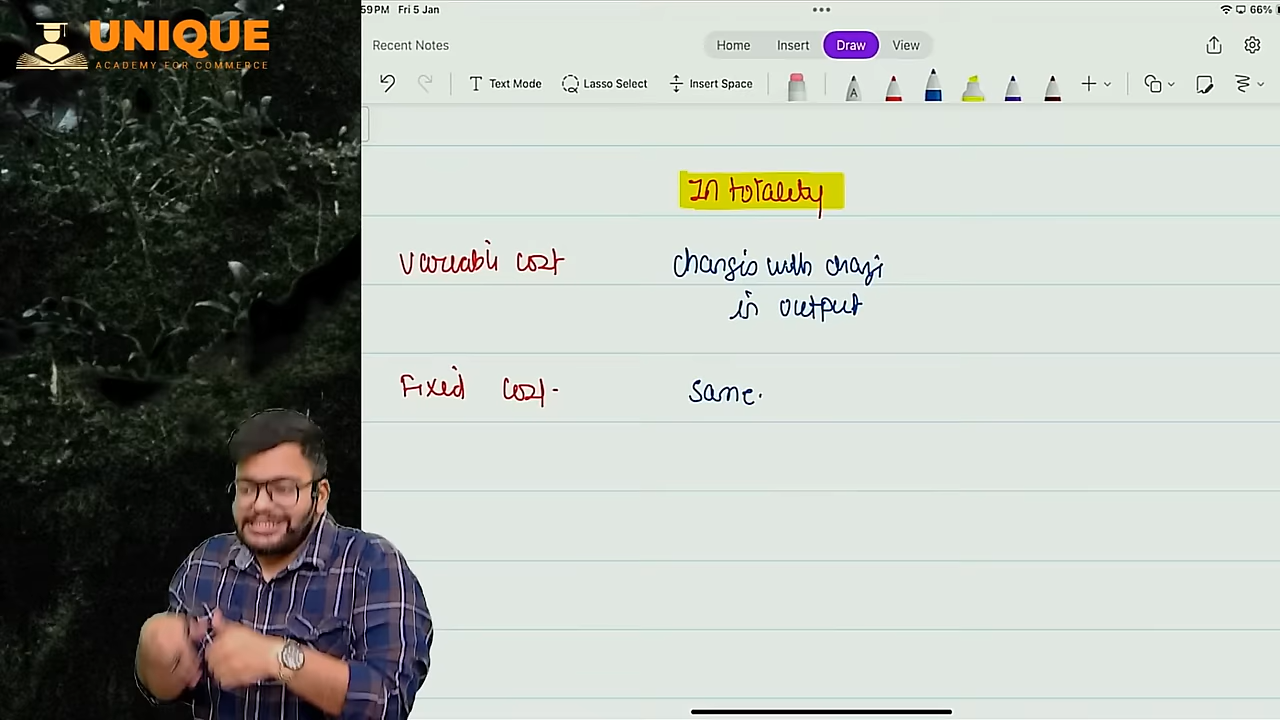 UNIQUE
ACADEMY FOR COMMERCE
59PM Fri 5 Jan
66%
Recent Notes
Home Insert Draw View
Text Mode Lasso Select Insert Space
A
In totality
Variable cost changes with change
in output
Fixed cost. same.